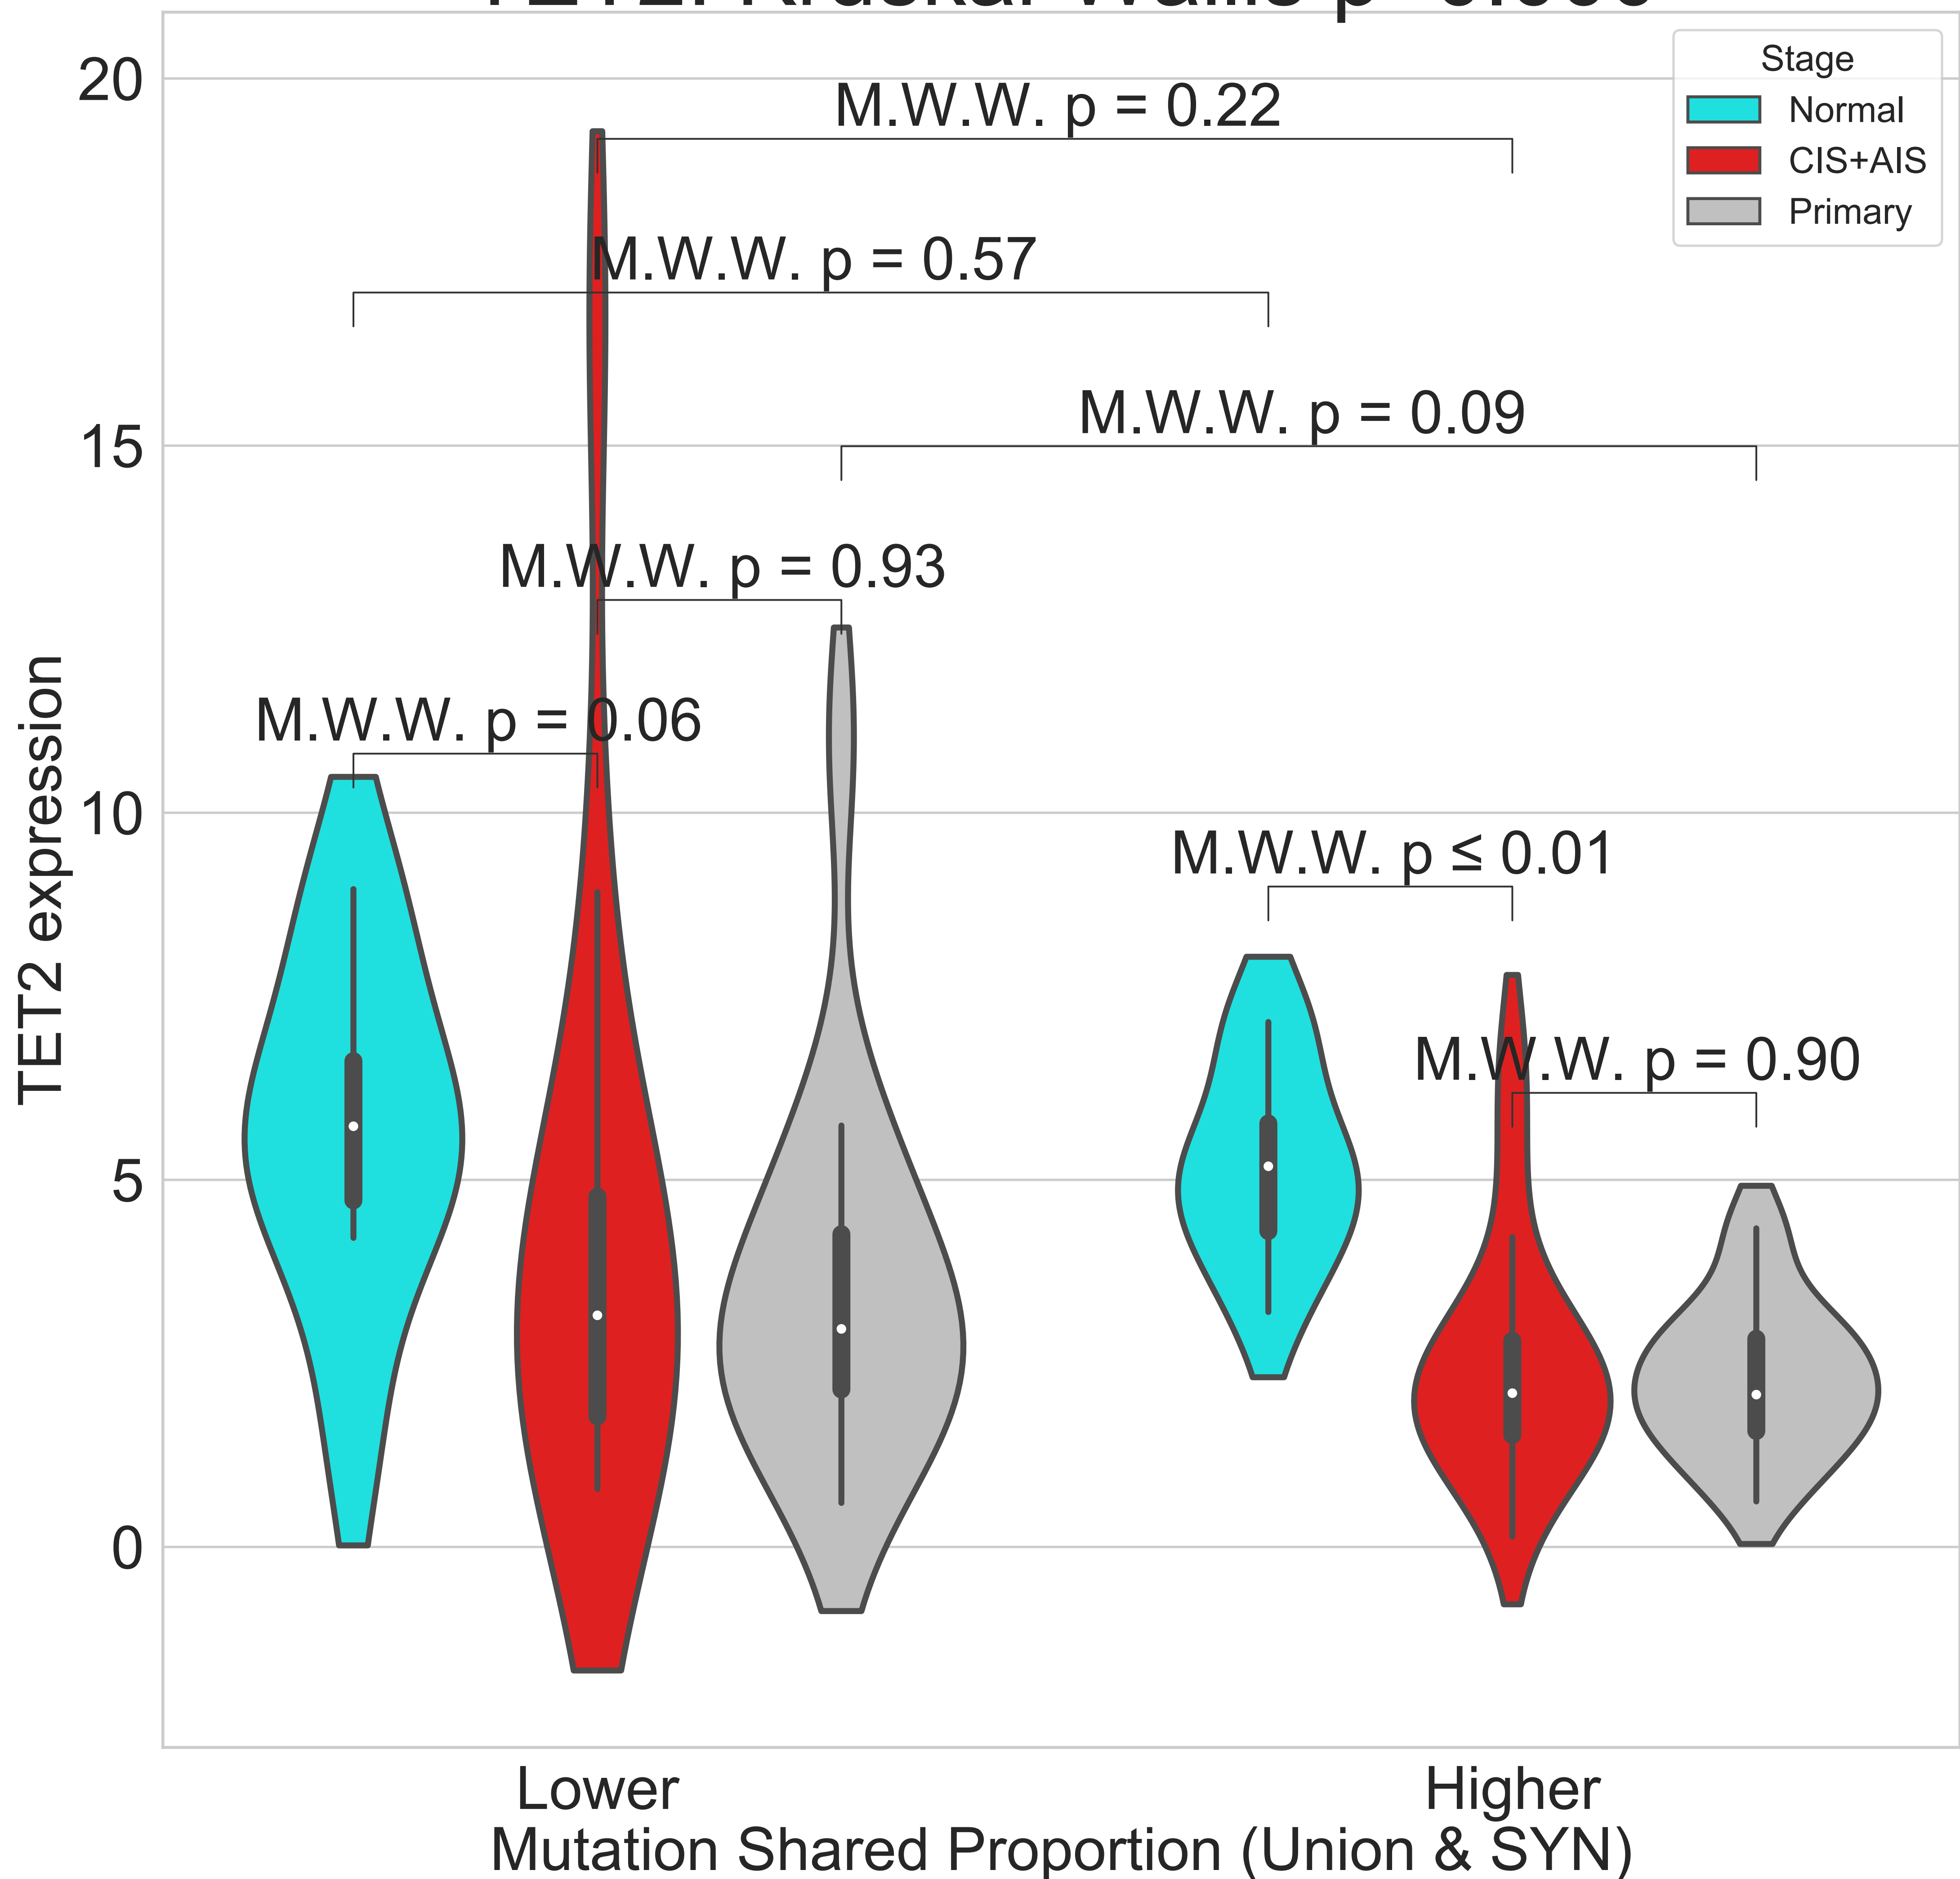 Stage
Normal
CIS+AIS
Primary
20
15
10
5
0
TET2 expression
M.W.W. p = 0.22
M.W.W. p = 0.57
M.W.W. p = 0.09
M.W.W. p = 0.93
M.W.W. p = 0.06
M.W.W. p ≤ 0.01
M.W.W. p = 0.90
Lower
Higher
Mutation Shared Proportion (Union & SYN)